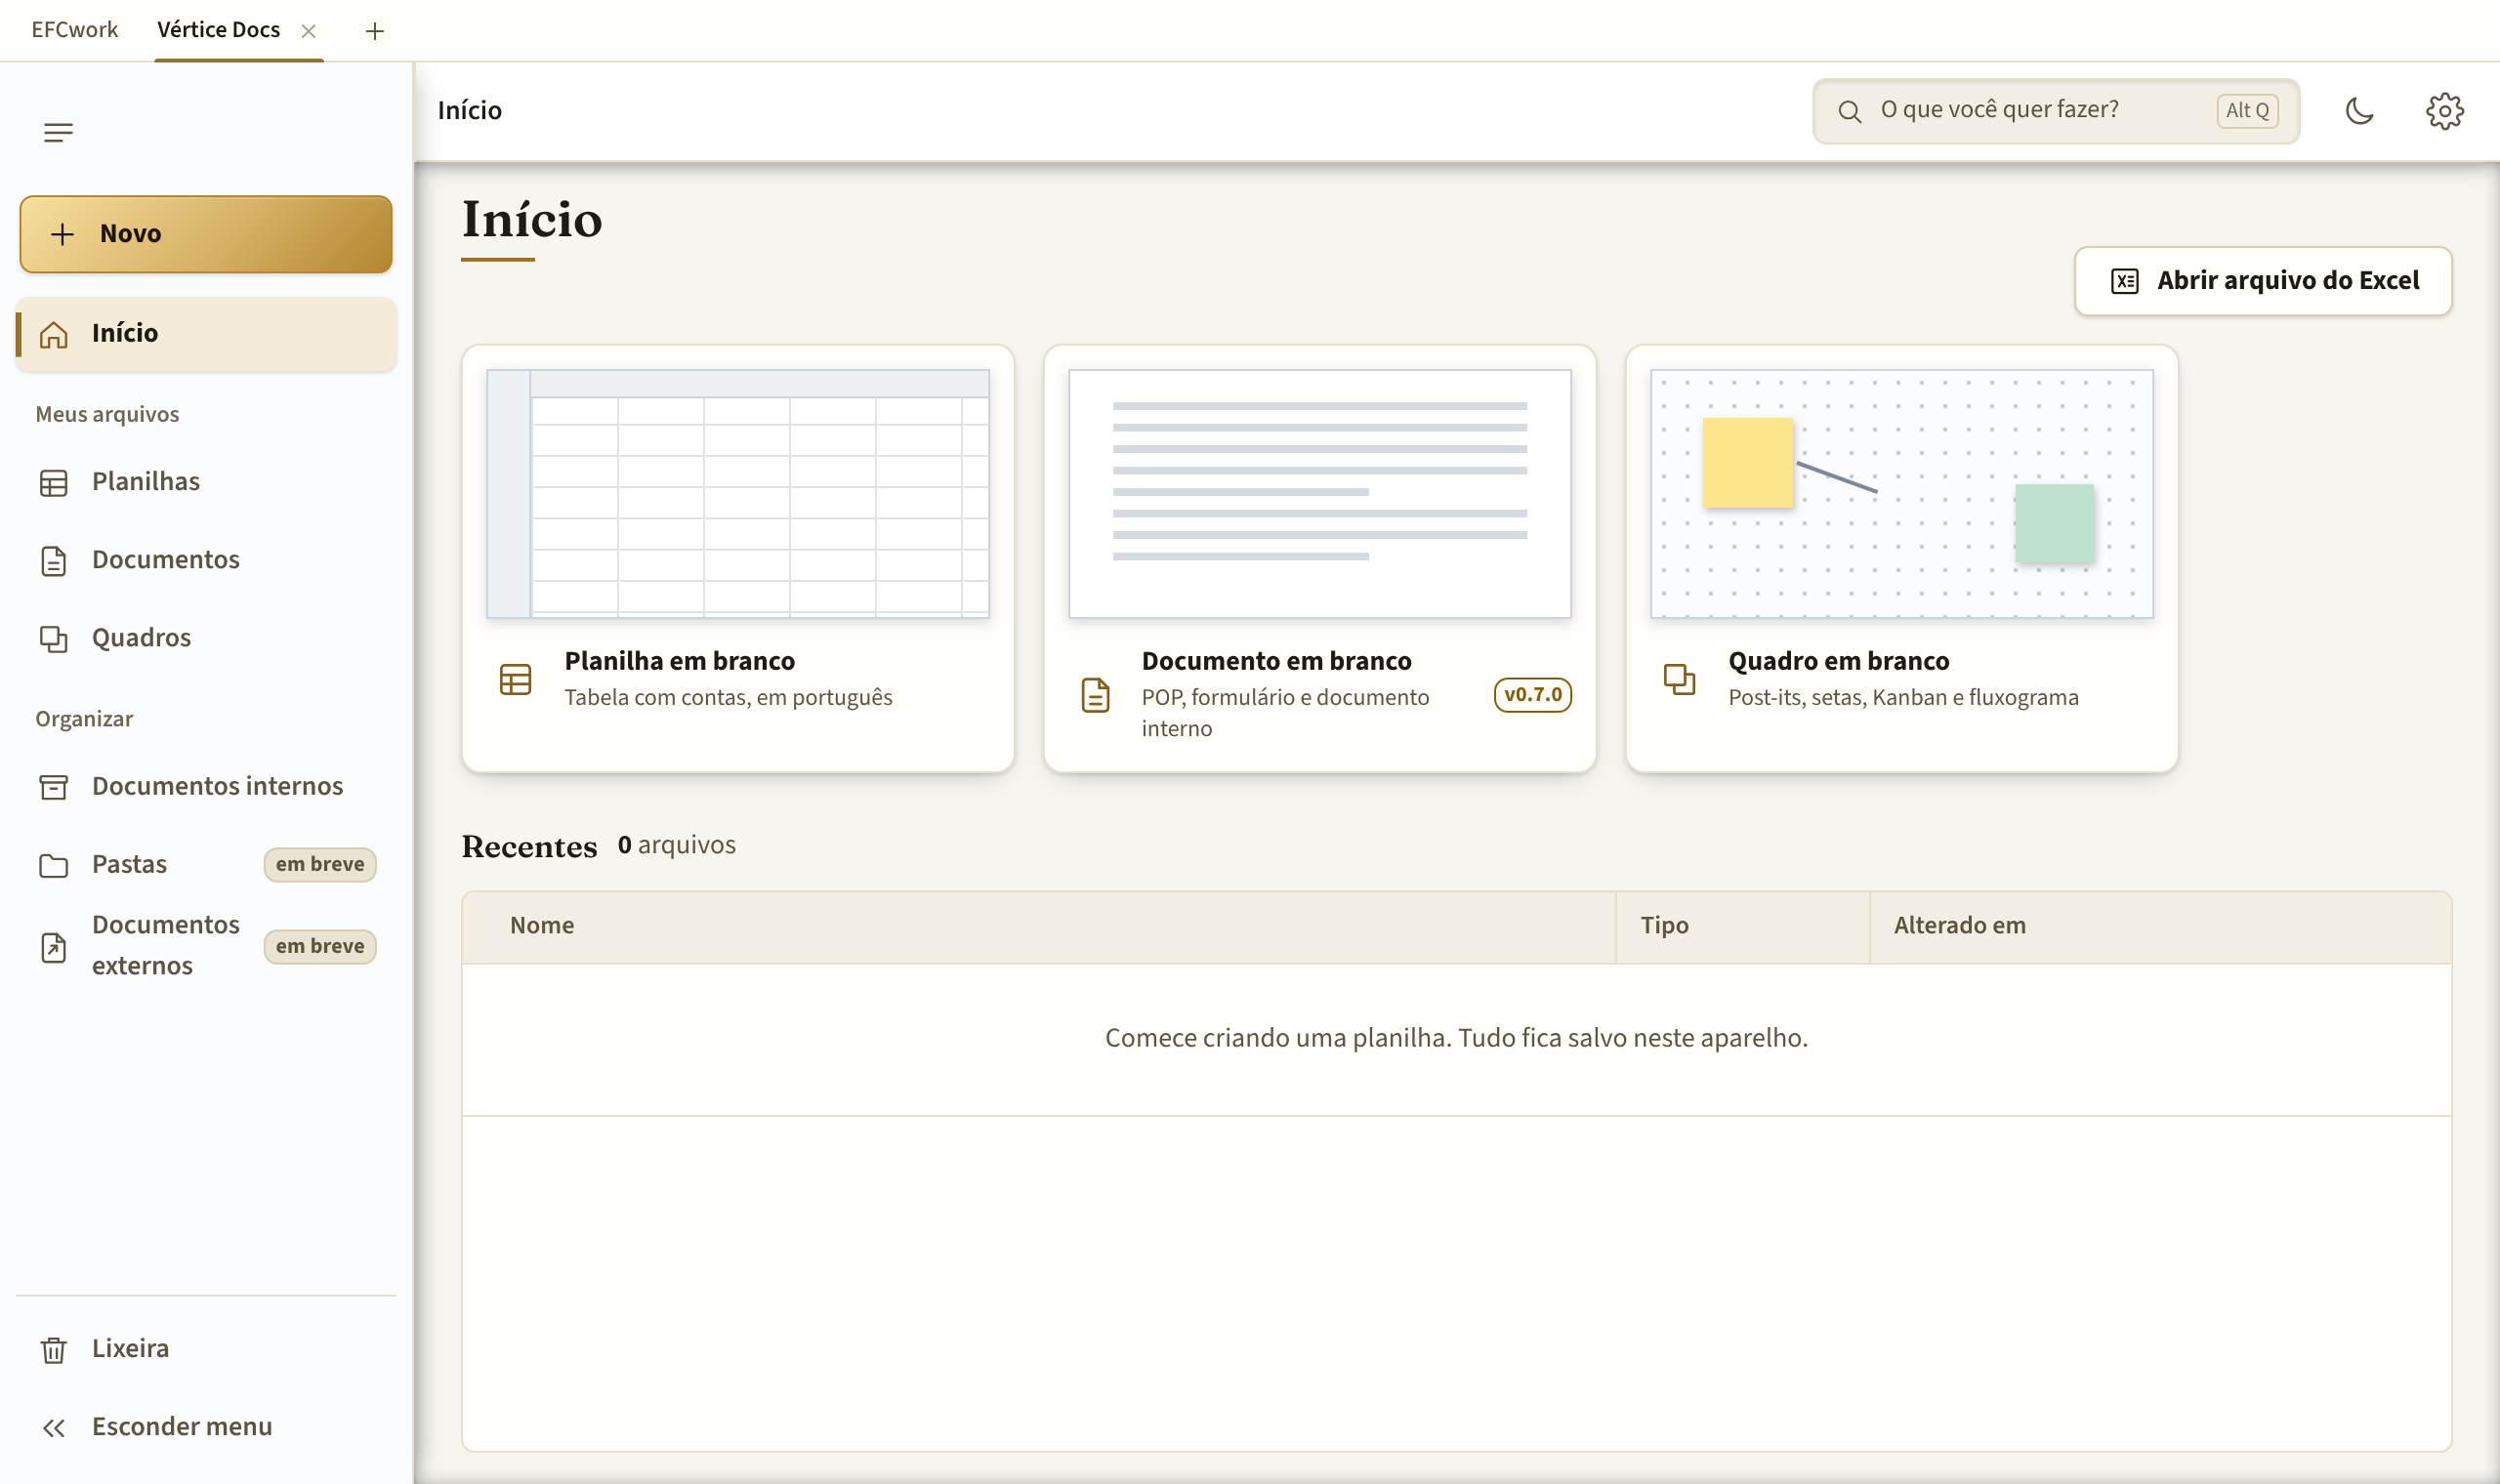 EFCwork
Vértice Docs
Início
O que você quer fazer?
Alt Q
Novo
Início
Meus arquivos
Planilhas
Documentos
Quadros
Organizar
Documentos internos
Pastas
em breve
Documentos
externos
em breve
Lixeira
Esconder menu
Início
Abrir arquivo do Excel
Planilha em branco
Tabela com contas, em português
Documento em branco
POP, formulário e documento
interno
v0.7.0
Quadro em branco
Post-its, setas, Kanban e fluxograma
Recentes 0 arquivos
Nome
Tipo
Alterado em
Comece criando uma planilha. Tudo fica salvo neste aparelho.